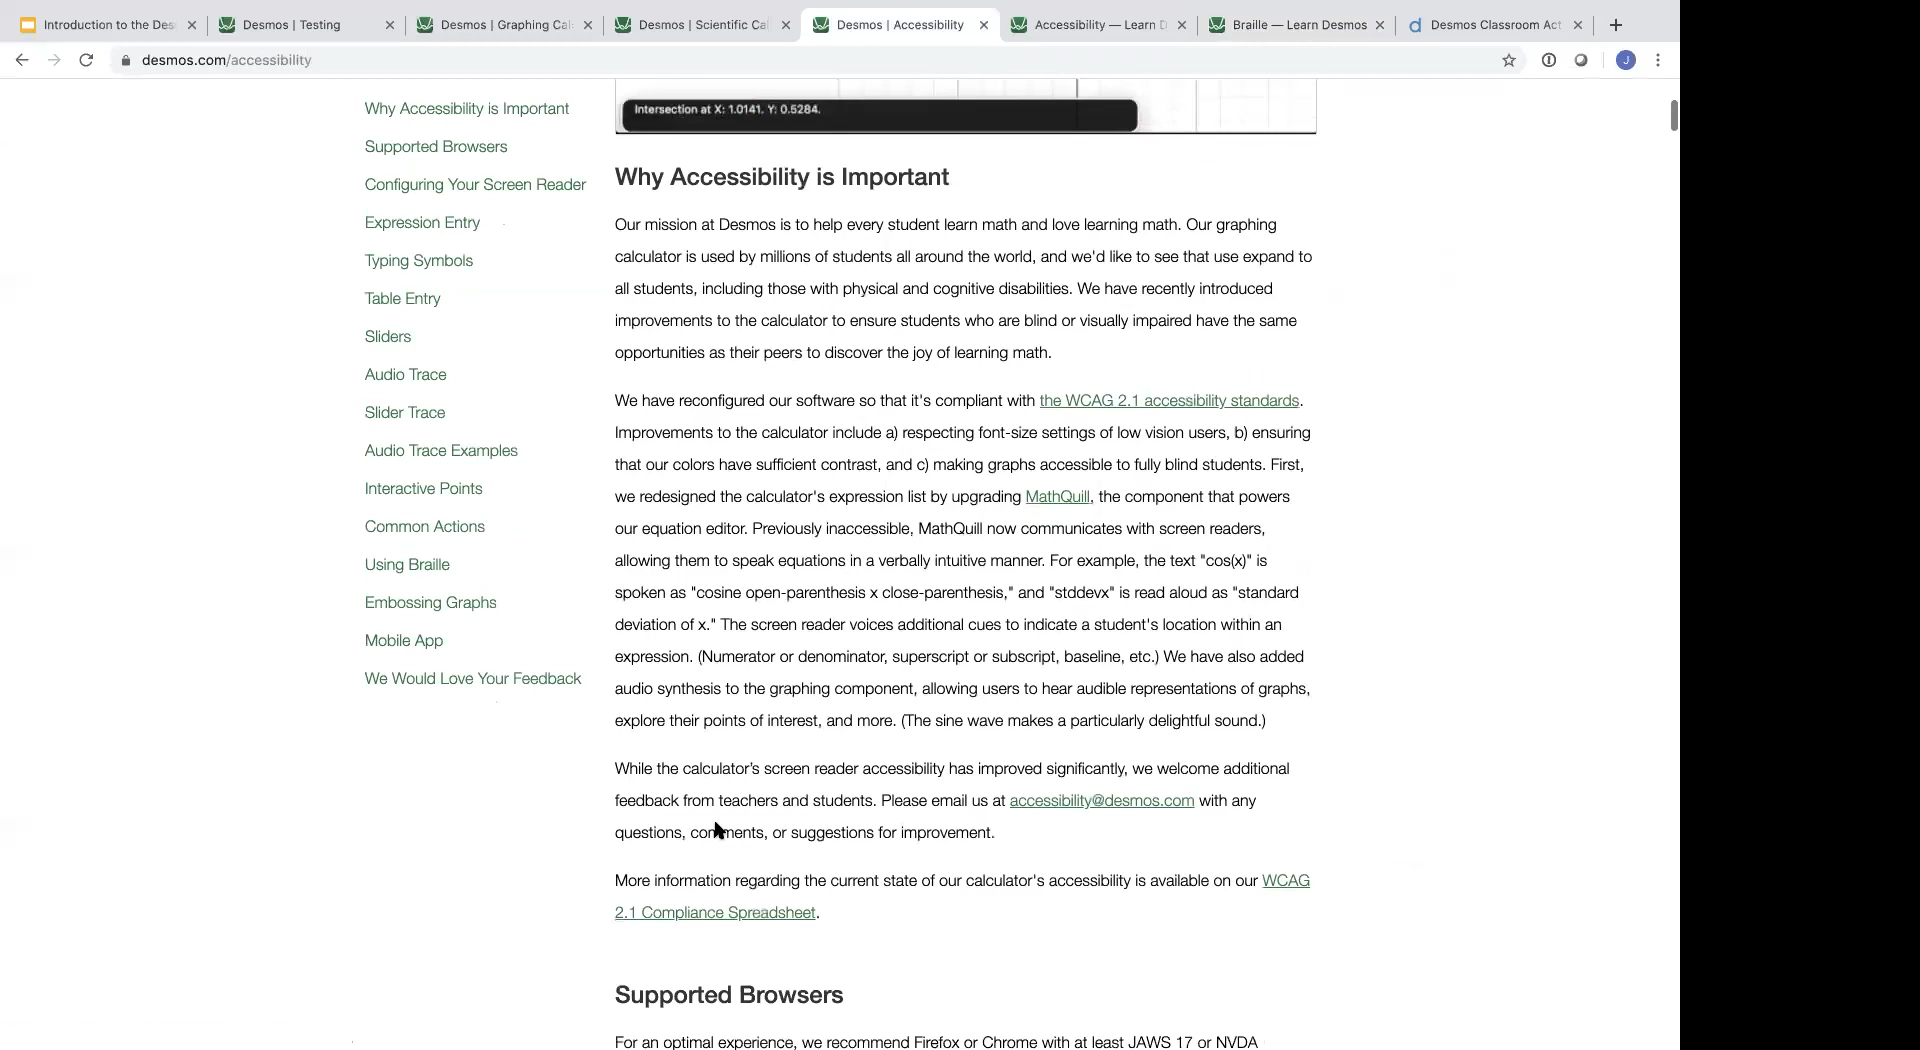 Introduction to the Des
Desmos | Testing
Desmos | Graphing Cal
Desmos | Scientific Cal
Desmos | Accessibility
Accessibility — Learn D
Braille — Learn Desmos
Desmos Classroom Act
desmos.com/accessibility
J
Why Accessibility is Important
Supported Browsers
Configuring Your Screen Reader
Expression Entry
Typing Symbols
Table Entry
Sliders
Audio Trace
Slider Trace
Audio Trace Examples
Interactive Points
Common Actions
Using Braille
Embossing Graphs
Mobile App
We Would Love Your Feedback
Intersection at X: 1.0141. Y: 0.5284.
Why Accessibility is Important
Our mission at Desmos is to help every student learn math and love learning math. Our graphing
calculator is used by millions of students all around the world, and we'd like to see that use expand to
all students, including those with physical and cognitive disabilities. We have recently introduced
improvements to the calculator to ensure students who are blind or visually impaired have the same
opportunities as their peers to discover the joy of learning math.
We have reconfigured our software so that it's compliant with the WCAG 2.1 accessibility standards.
Improvements to the calculator include a) respecting font-size settings of low vision users, b) ensuring
that our colors have sufficient contrast, and c) making graphs accessible to fully blind students. First,
we redesigned the calculator's expression list by upgrading MathQuill, the component that powers
our equation editor. Previously inaccessible, MathQuill now communicates with screen readers,
allowing them to speak equations in a verbally intuitive manner. For example, the text "cos(x)" is
spoken as "cosine open-parenthesis x close-parenthesis," and "stddevx" is read aloud as "standard
deviation of x." The screen reader voices additional cues to indicate a student's location within an
expression. (Numerator or denominator, superscript or subscript, baseline, etc.) We have also added
audio synthesis to the graphing component, allowing users to hear audible representations of graphs,
explore their points of interest, and more. (The sine wave makes a particularly delightful sound.)
While the calculator’s screen reader accessibility has improved significantly, we welcome additional
feedback from teachers and students. Please email us at accessibility@desmos.com with any
questions, comments, or suggestions for improvement.
More information regarding the current state of our calculator's accessibility is available on our WCAG
2.1 Compliance Spreadsheet.
Supported Browsers
For an optimal experience, we recommend Firefox or Chrome with at least JAWS 17 or NVDA